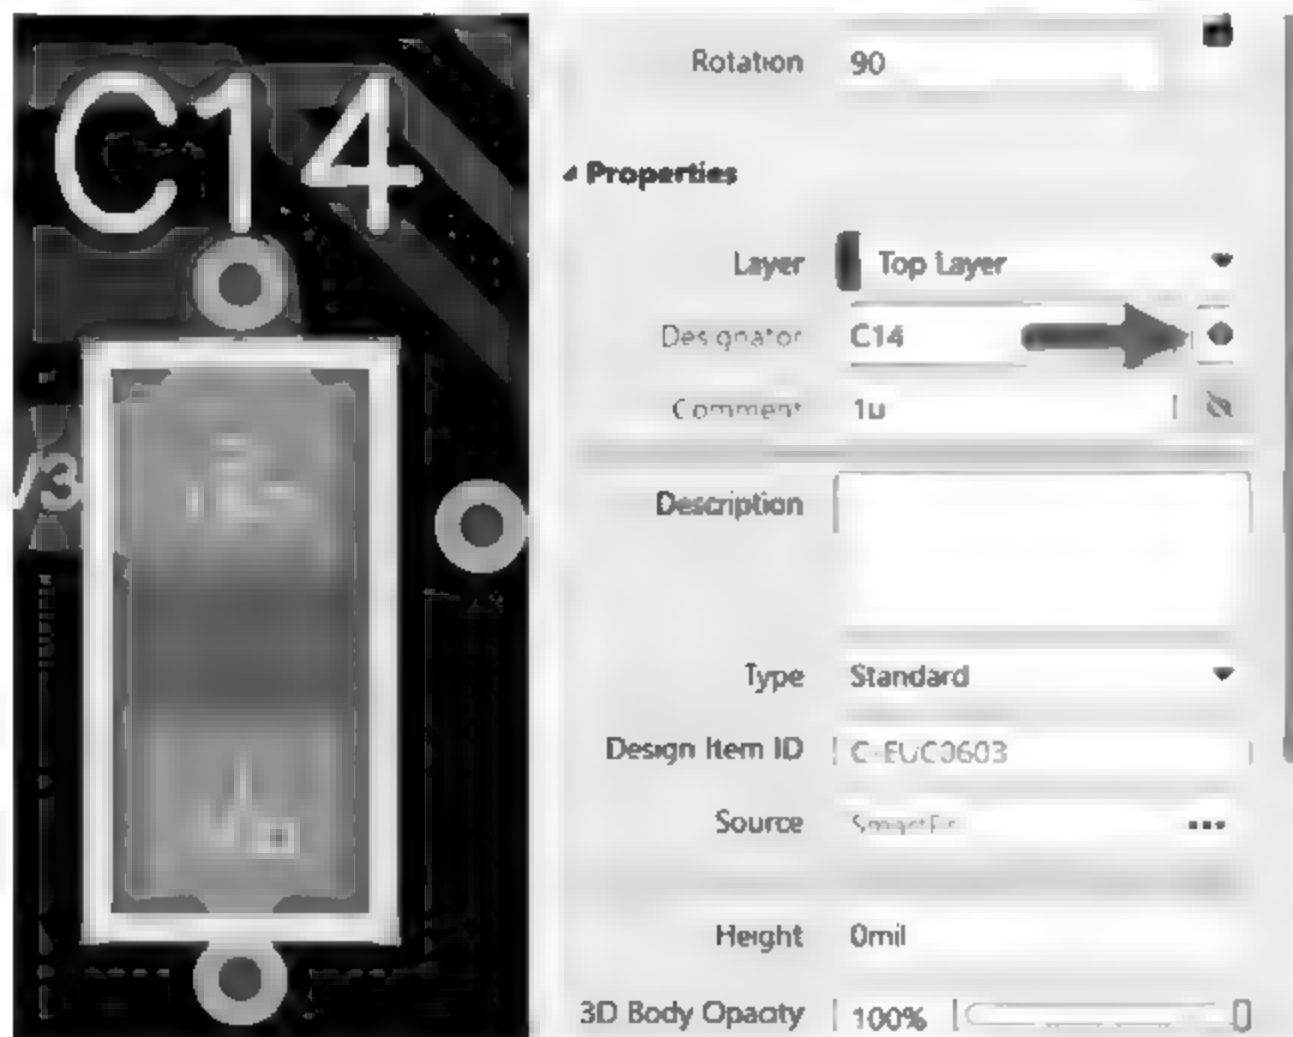 C14
V3
Rotation 90
Properties
Layer Top Layer
Designator C14
Comment 1u
Description
Type Standard
Design Item ID C-EUC0603
Source
Height 0mil
3D Body Opacity 100%